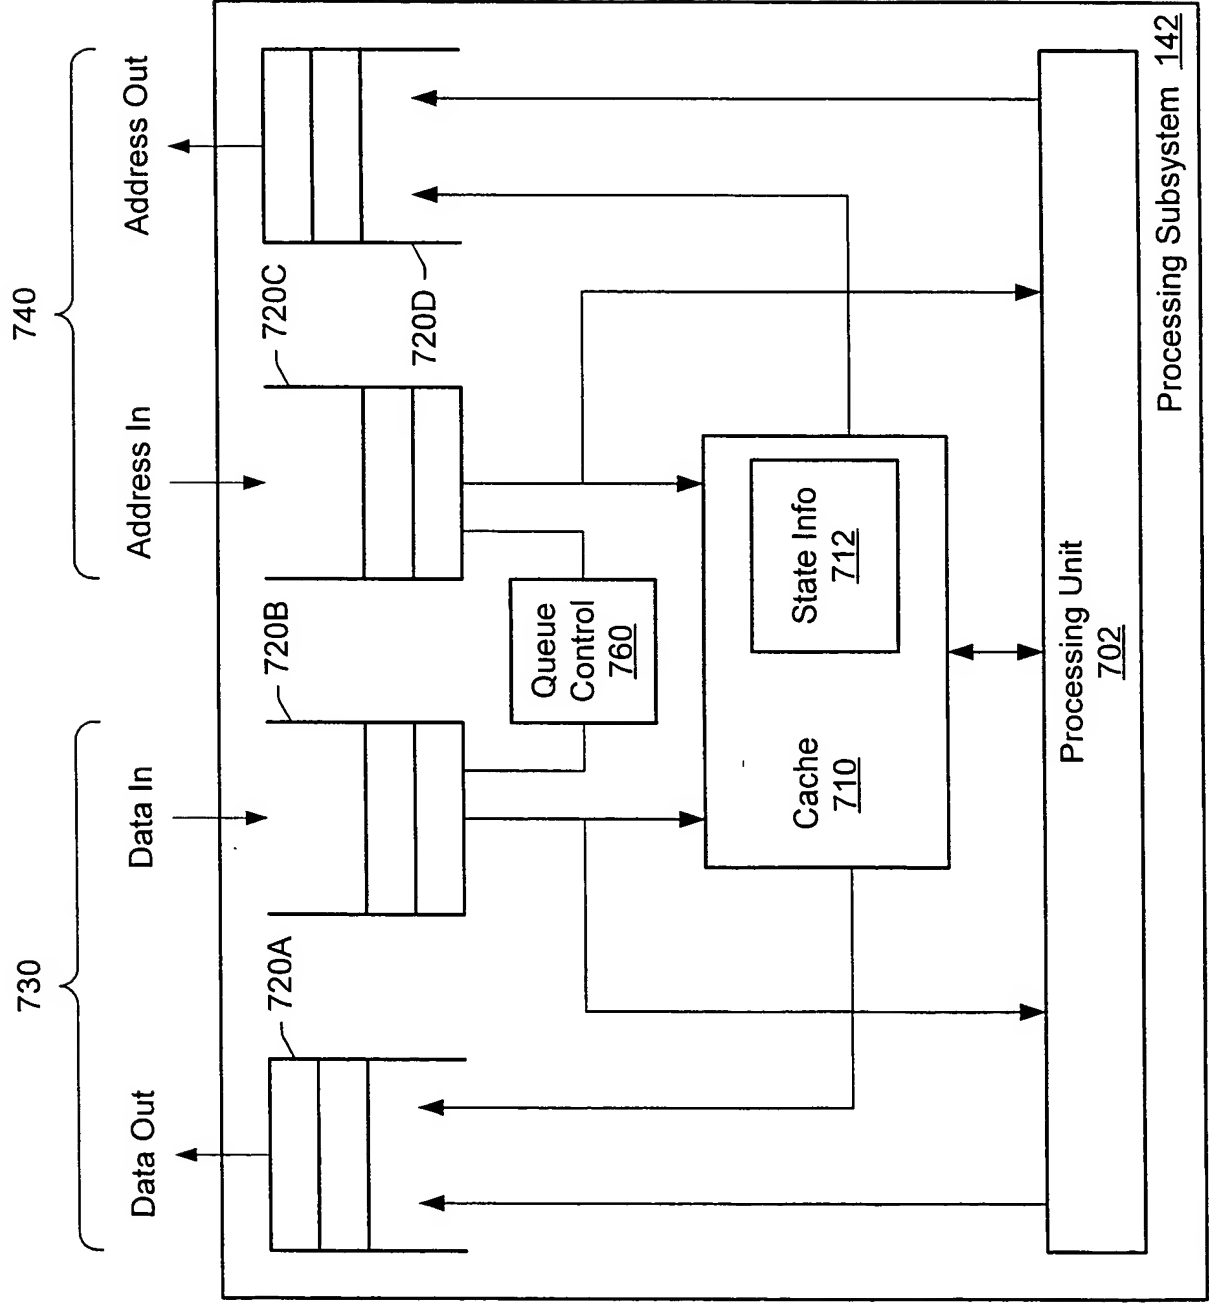 730
740
Data Out
Data In
Address In
Address Out
720A
720B
720C
720D
Queue
Control
760
Cache
710
State Info
712
Processing Unit
702
Processing Subsystem 142